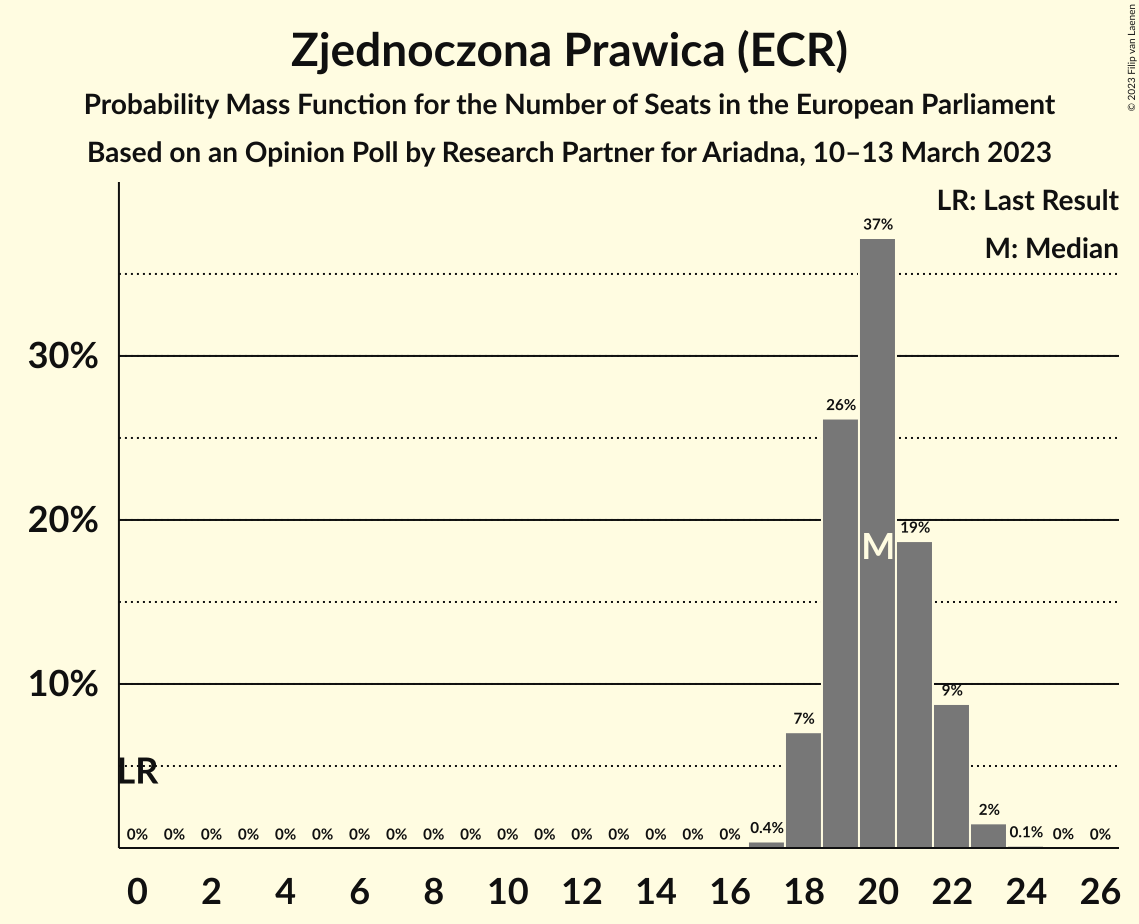 © 2023 Filip van Laenen
Zjednoczona Prawica (ECR)
Probability Mass Function for the Number of Seats in the European Parliament
Based on an Opinion Poll by Research Partner for Ariadna, 10–13 March 2023
LR: Last Result
M: Median
37%
30%
26%
20%
19%
M
10%
9%
7%
LR
2%
0% 0% 0% 0% 0% 0% 0% 0% 0% 0% 0% 0% 0% 0% 0% 0% 0% 0.4% 0.1% 0% 0%
0 2 4 6 8 10 12 14 16 18 20 22 24 26